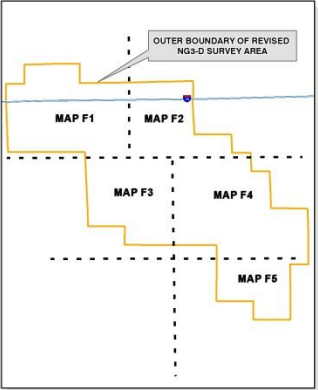 OUTER BOUNDARY OF REVISED
NG3-D SURVEY AREA
MAP F1
MAP F2
MAP F3
MAP F4
MAP F5